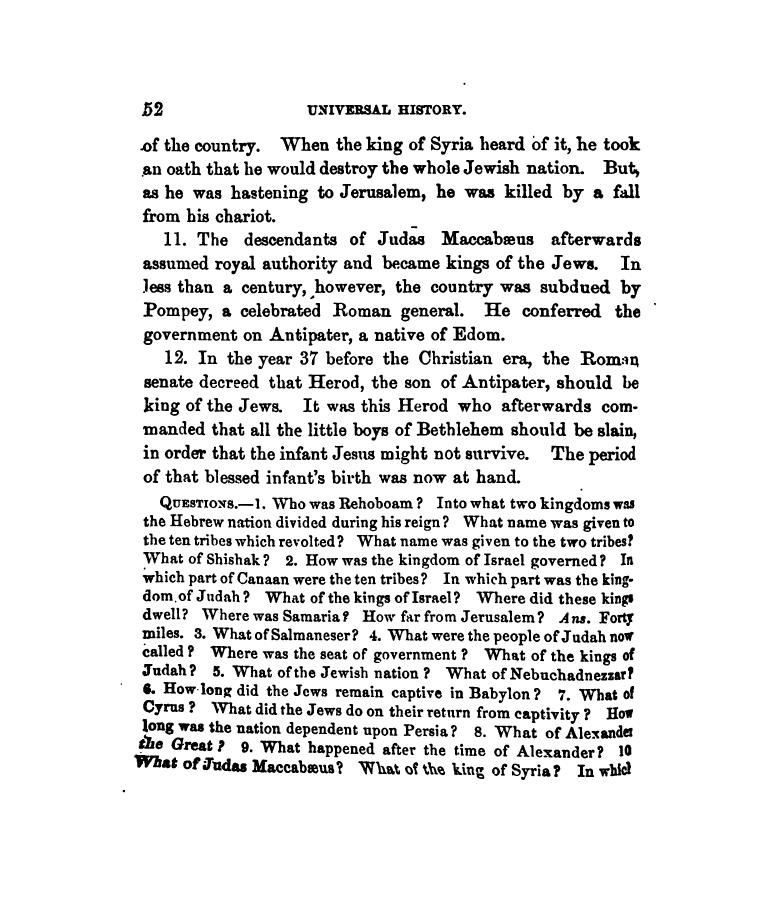 52 UNIVERSAL HISTORY.
of the country. When the king of Syria heard of it, he took
an oath that he would destroy the whole Jewish nation. But,
as he was hastening to Jerusalem, he was killed by a fall
from his chariot.
11. The descendants of Judas Maccabæus afterwards
assumed royal authority and became kings of the Jews. In
less than a century, however, the country was subdued by
Pompey, a celebrated Roman general. He conferred the
government on Antipater, a native of Edom.
12. In the year 37 before the Christian era, the Roman
senate decreed that Herod, the son of Antipater, should be
king of the Jews. It was this Herod who afterwards com-
manded that all the little boys of Bethlehem should be slain,
in order that the infant Jesus might not survive. The period
of that blessed infant's birth was now at hand.
QUESTIONS.—1. Who was Rehoboam? Into what two kingdoms was
the Hebrew nation divided during his reign? What name was given to
the ten tribes which revolted? What name was given to the two tribes?
What of Shishak? 2. How was the kingdom of Israel governed? In
which part of Canaan were the ten tribes? In which part was the king-
dom of Judah? What of the kings of Israel? Where did these kings
dwell? Where was Samaria? How far from Jerusalem? Ans. Forty
miles. 3. What of Salmaneser? 4. What were the people of Judah now
called? Where was the seat of government? What of the kings of
Judah? 5. What of the Jewish nation? What of Nebuchadnezzar?
6. How long did the Jews remain captive in Babylon? 7. What of
Cyrus? What did the Jews do on their return from captivity? How
long was the nation dependent upon Persia? 8. What of Alexander
the Great? 9. What happened after the time of Alexander? 10
What of Judas Maccabæus? What of the king of Syria? In which